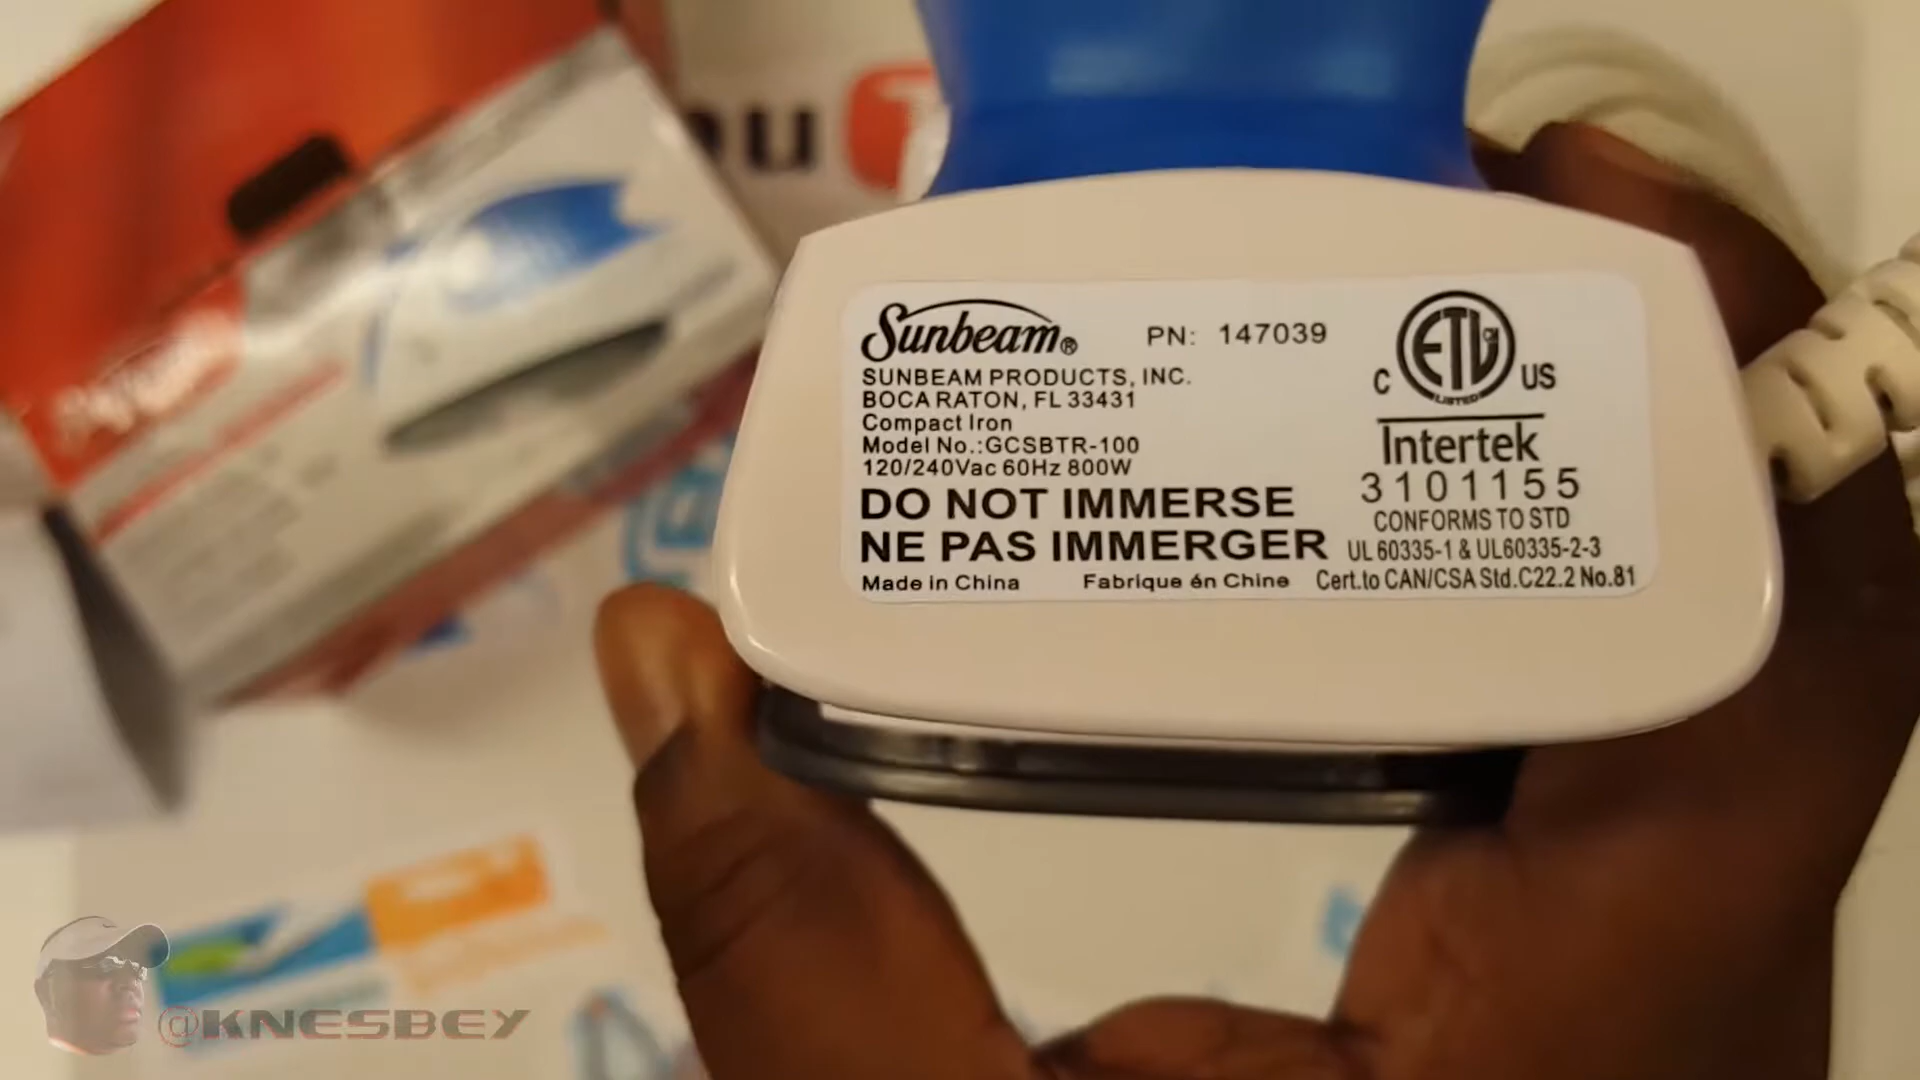 Sunbeam®
PN: 147039
SUNBEAM PRODUCTS, INC.
BOCA RATON, FL 33431
Compact Iron
Model No.:GCSBTR-100
120/240Vac 60Hz 800W
DO NOT IMMERSE
NE PAS IMMERGER
Made in China
Fabrique én Chine
ETL CM
LISTED
C US
Intertek
3101155
CONFORMS TO STD
UL 60335-1 & UL60335-2-3
Cert.to CAN/CSA Std.C22.2 No.81
@KNESBEY